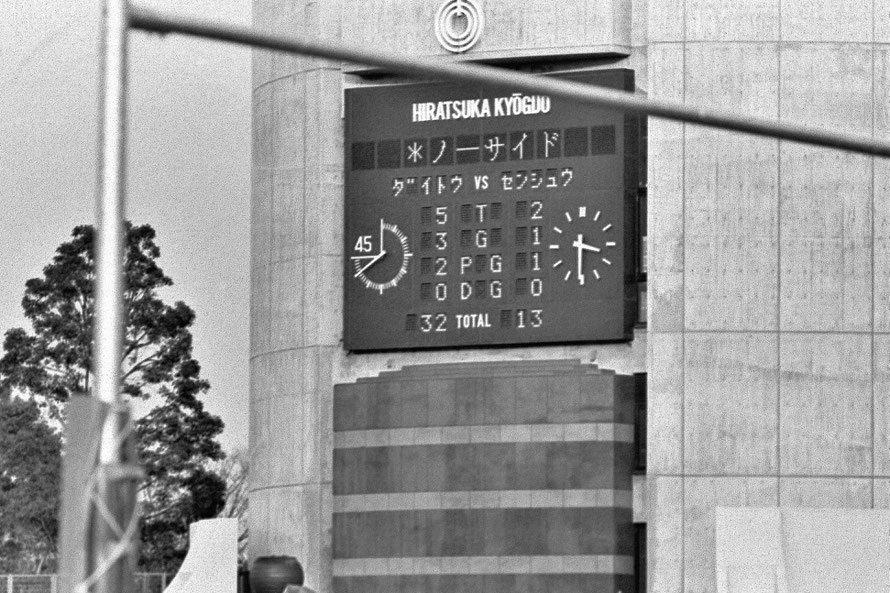 HIRATSUKA KYŌGIJO
*ノーサイド
ダイトウ VS センシュウ
5 T 2
3 G 1
2 PG 1
0 DG 0
32 TOTAL 13
45